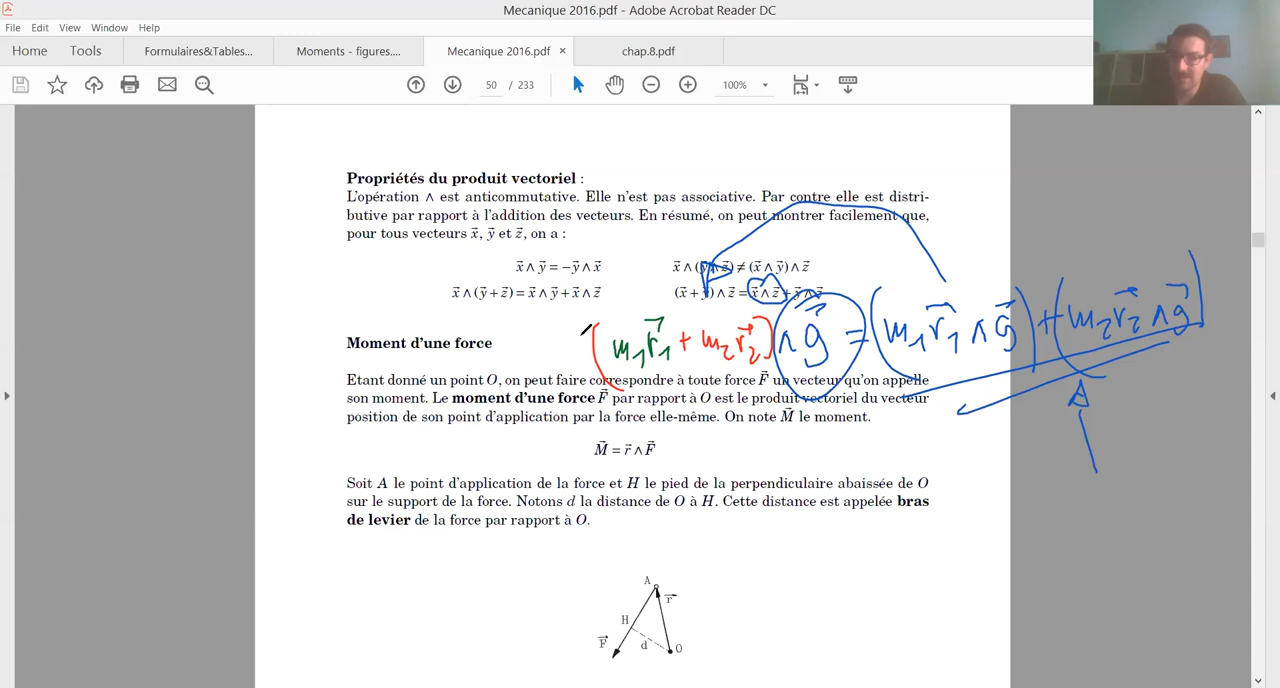 Mecanique 2016.pdf - Adobe Acrobat Reader DC
File Edit View Window Help
Home Tools Formulaires&Tables... Moments - figures.... Mecanique 2016.pdf × chap.8.pdf
50 / 233 100%
Propriétés du produit vectoriel :
L'opération ∧ est anticommutative. Elle n'est pas associative. Par contre elle est distri-
butive par rapport à l'addition des vecteurs. En résumé, on peut montrer facilement que,
pour tous vecteurs x⃗, y⃗ et z⃗, on a :
x⃗ ∧ y⃗ = −y⃗ ∧ x⃗ x⃗ ∧ (y⃗ ∧ z⃗) ≠ (x⃗ ∧ y⃗) ∧ z⃗
x⃗ ∧ (y⃗ + z⃗) = x⃗ ∧ y⃗ + x⃗ ∧ z⃗ (x⃗ + y⃗) ∧ z⃗ = x⃗ ∧ z⃗ + y⃗ ∧ z⃗
(m₁r⃗₁ + m₂r⃗₂) ∧ g⃗ = (m₁r⃗₁ ∧ g⃗) + (m₂r⃗₂ ∧ g⃗)
Moment d'une force
Etant donné un point O, on peut faire correspondre à toute force F⃗ un vecteur qu'on appelle
son moment. Le moment d'une force F⃗ par rapport à O est le produit vectoriel du vecteur
position de son point d'application par la force elle-même. On note M⃗ le moment.
M⃗ = r⃗ ∧ F⃗
Soit A le point d'application de la force et H le pied de la perpendiculaire abaissée de O
sur le support de la force. Notons d la distance de O à H. Cette distance est appelée bras
de levier de la force par rapport à O.
A
r⃗
H
F⃗
d
O